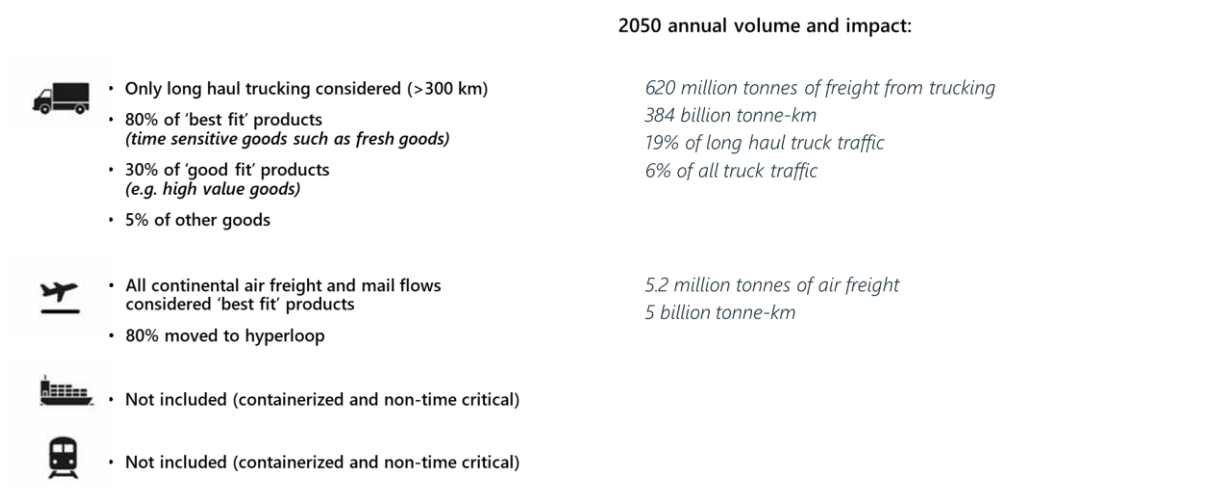 2050 annual volume and impact:
• Only long haul trucking considered (>300 km)
• 80% of ‘best fit’ products
(time sensitive goods such as fresh goods)
• 30% of ‘good fit’ products
(e.g. high value goods)
• 5% of other goods
620 million tonnes of freight from trucking
384 billion tonne-km
19% of long haul truck traffic
6% of all truck traffic
• All continental air freight and mail flows
considered ‘best fit’ products
• 80% moved to hyperloop
5.2 million tonnes of air freight
5 billion tonne-km
• Not included (containerized and non-time critical)
• Not included (containerized and non-time critical)